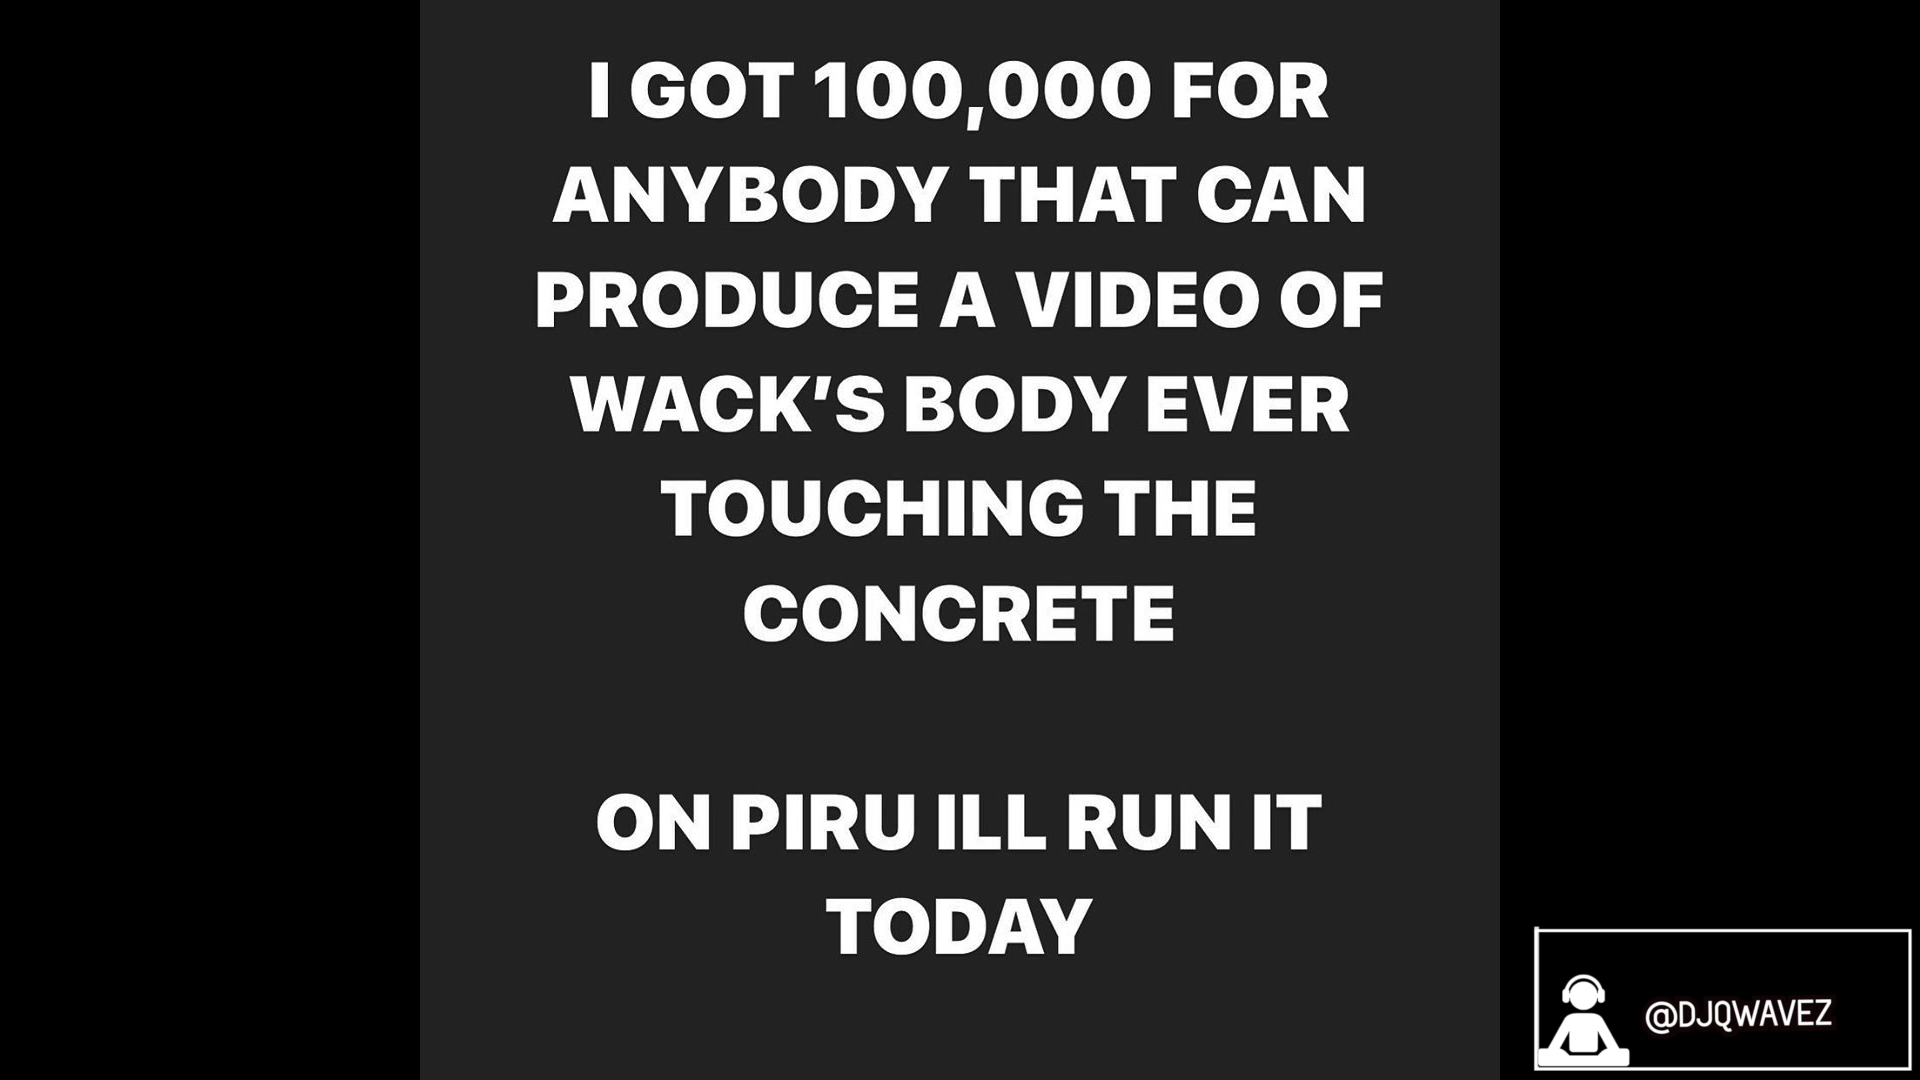 I GOT 100,000 FOR
ANYBODY THAT CAN
PRODUCE A VIDEO OF
WACK'S BODY EVER
TOUCHING THE
CONCRETE
ON PIRU ILL RUN IT
TODAY
@DJQWAVEZ